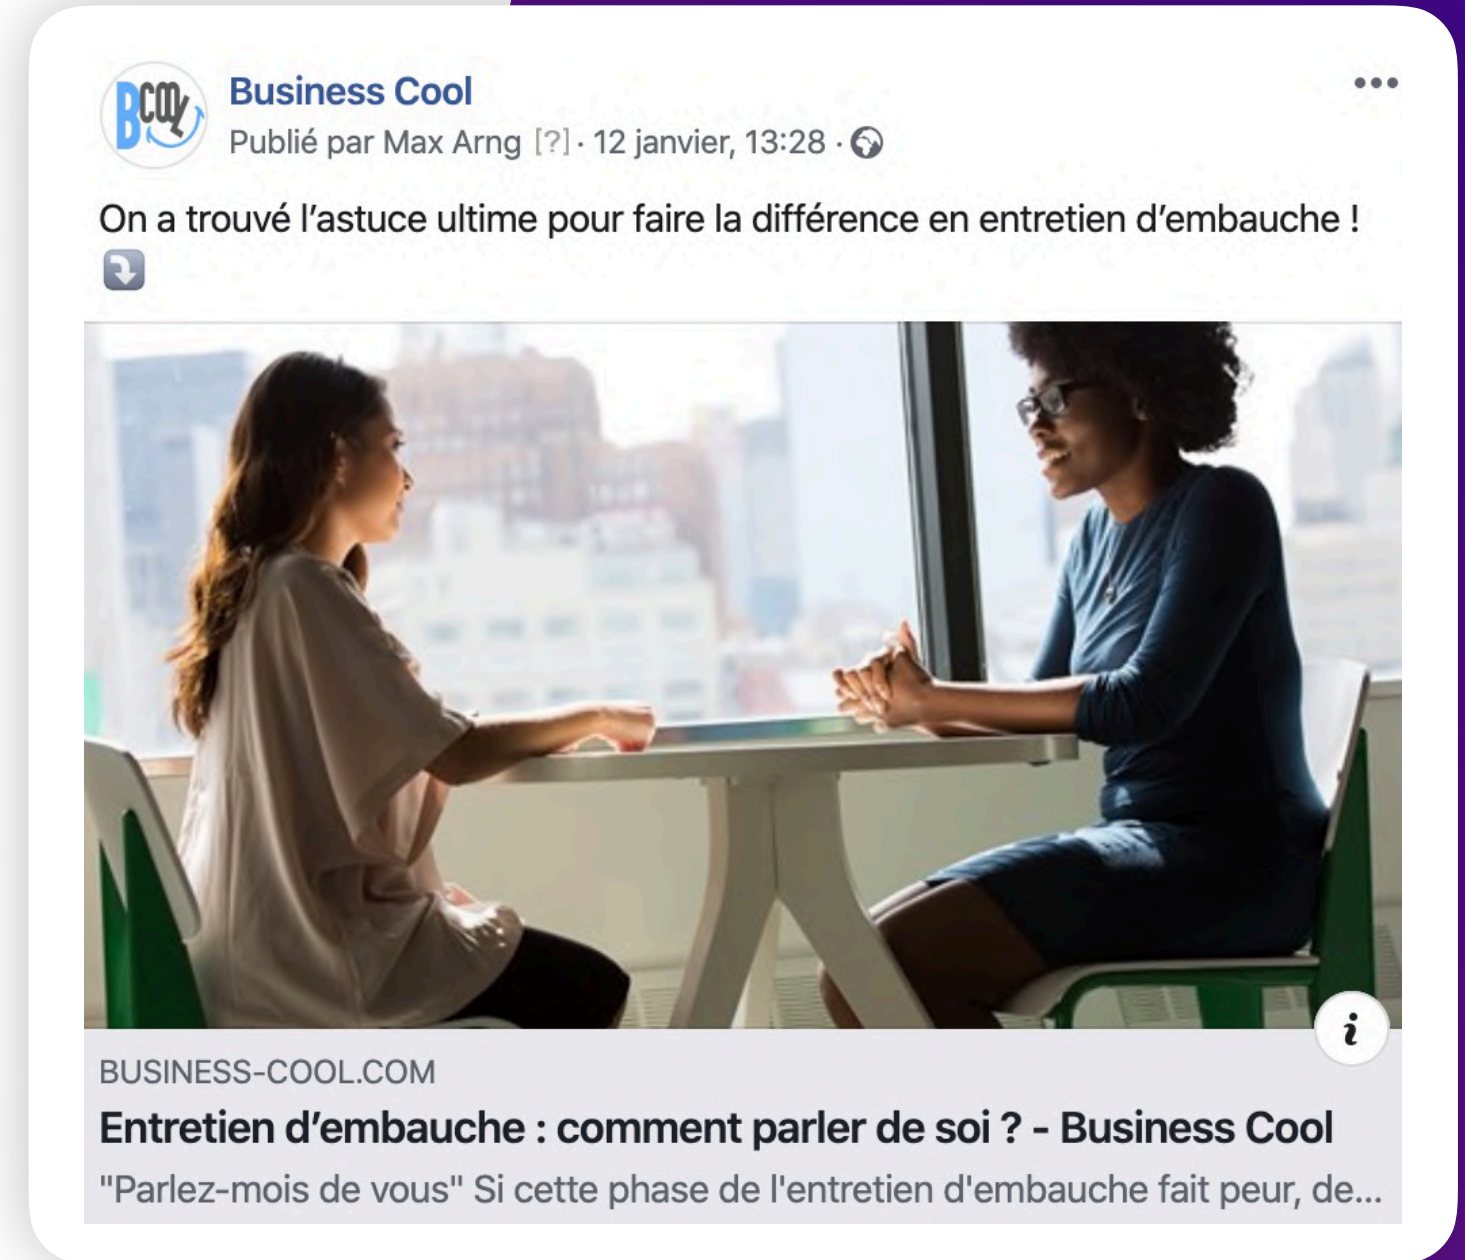 BCOOL
Business Cool
Publié par Max Arng [?] · 12 janvier, 13:28 ·
On a trouvé l’astuce ultime pour faire la différence en entretien d’embauche !
BUSINESS-COOL.COM
i
Entretien d’embauche : comment parler de soi ? - Business Cool
"Parlez-mois de vous" Si cette phase de l'entretien d'embauche fait peur, de...